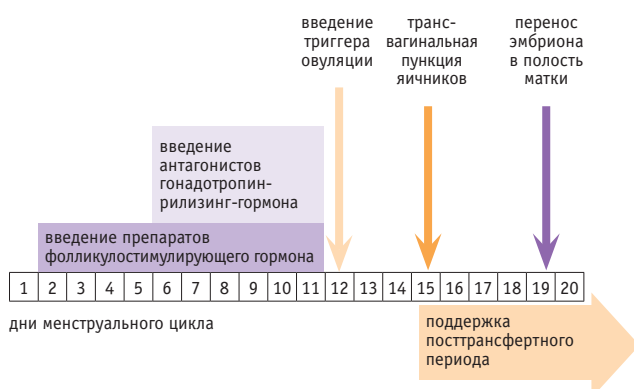 введение
триггера
овуляции
транс-
вагинальная
пункция
яичников
перенос
эмбриона
в полость
матки
введение
антагонистов
гонадотропин-
рилизинг-гормона
введение препаратов
фолликулостимулирующего гормона
1 2 3 4 5 6 7 8 9 10 11 12 13 14 15 16 17 18 19 20
дни менструального цикла
поддержка
посттрансфертного
периода